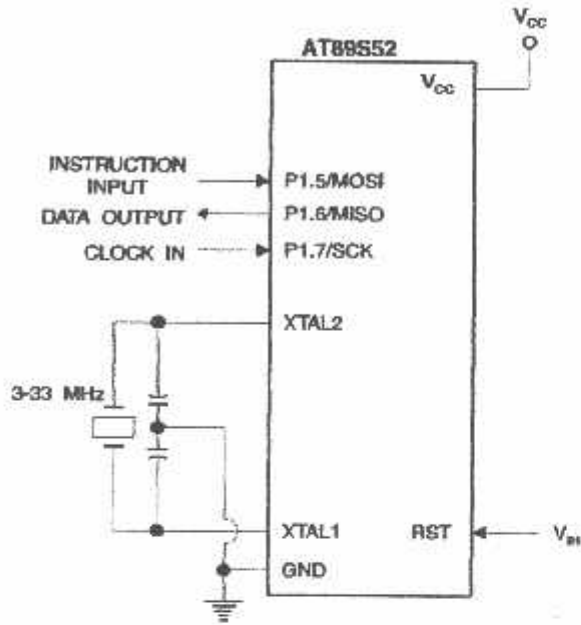 VCC
AT89S52
VCC
INSTRUCTION
INPUT
P1.5/MOSI
DATA OUTPUT
P1.6/MISO
CLOCK IN
P1.7/SCK
XTAL2
3-33 MHz
XTAL1
RST
GND